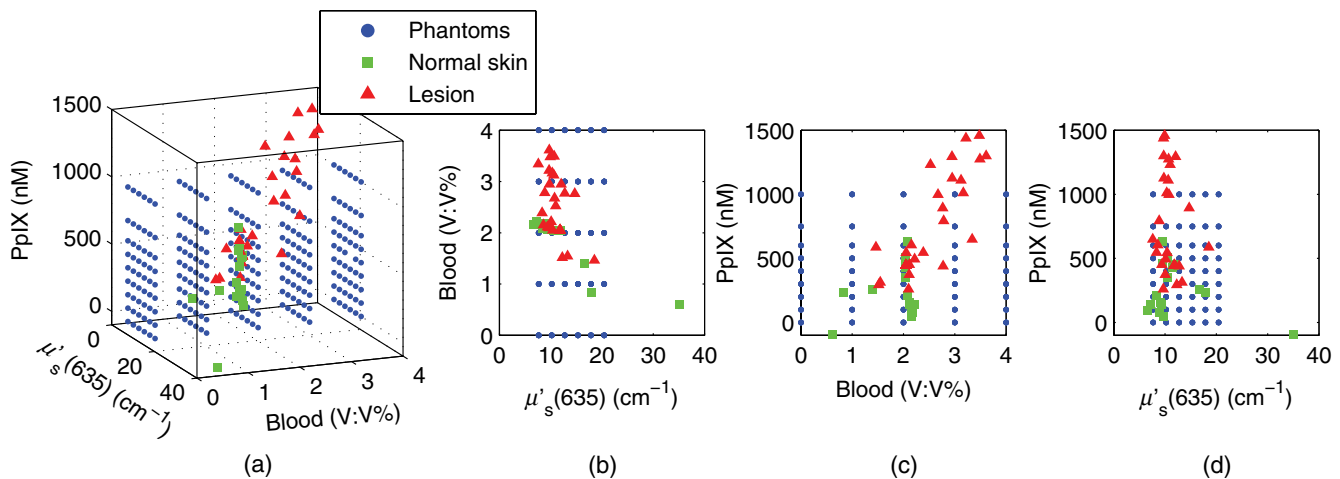 Phantoms
Normal skin
Lesion
1500
1000
500
0
PpIX (nM)
0
20
40
μ's(635) (cm−1)
0
1
2
3
4
Blood (V:V%)
(a)
4
3
2
1
0
Blood (V:V%)
0
10
20
30
40
μ's(635) (cm−1)
(b)
1500
1000
500
0
PpIX (nM)
0
1
2
3
4
Blood (V:V%)
(c)
1500
1000
500
0
PpIX (nM)
0
10
20
30
40
μ's(635) (cm−1)
(d)